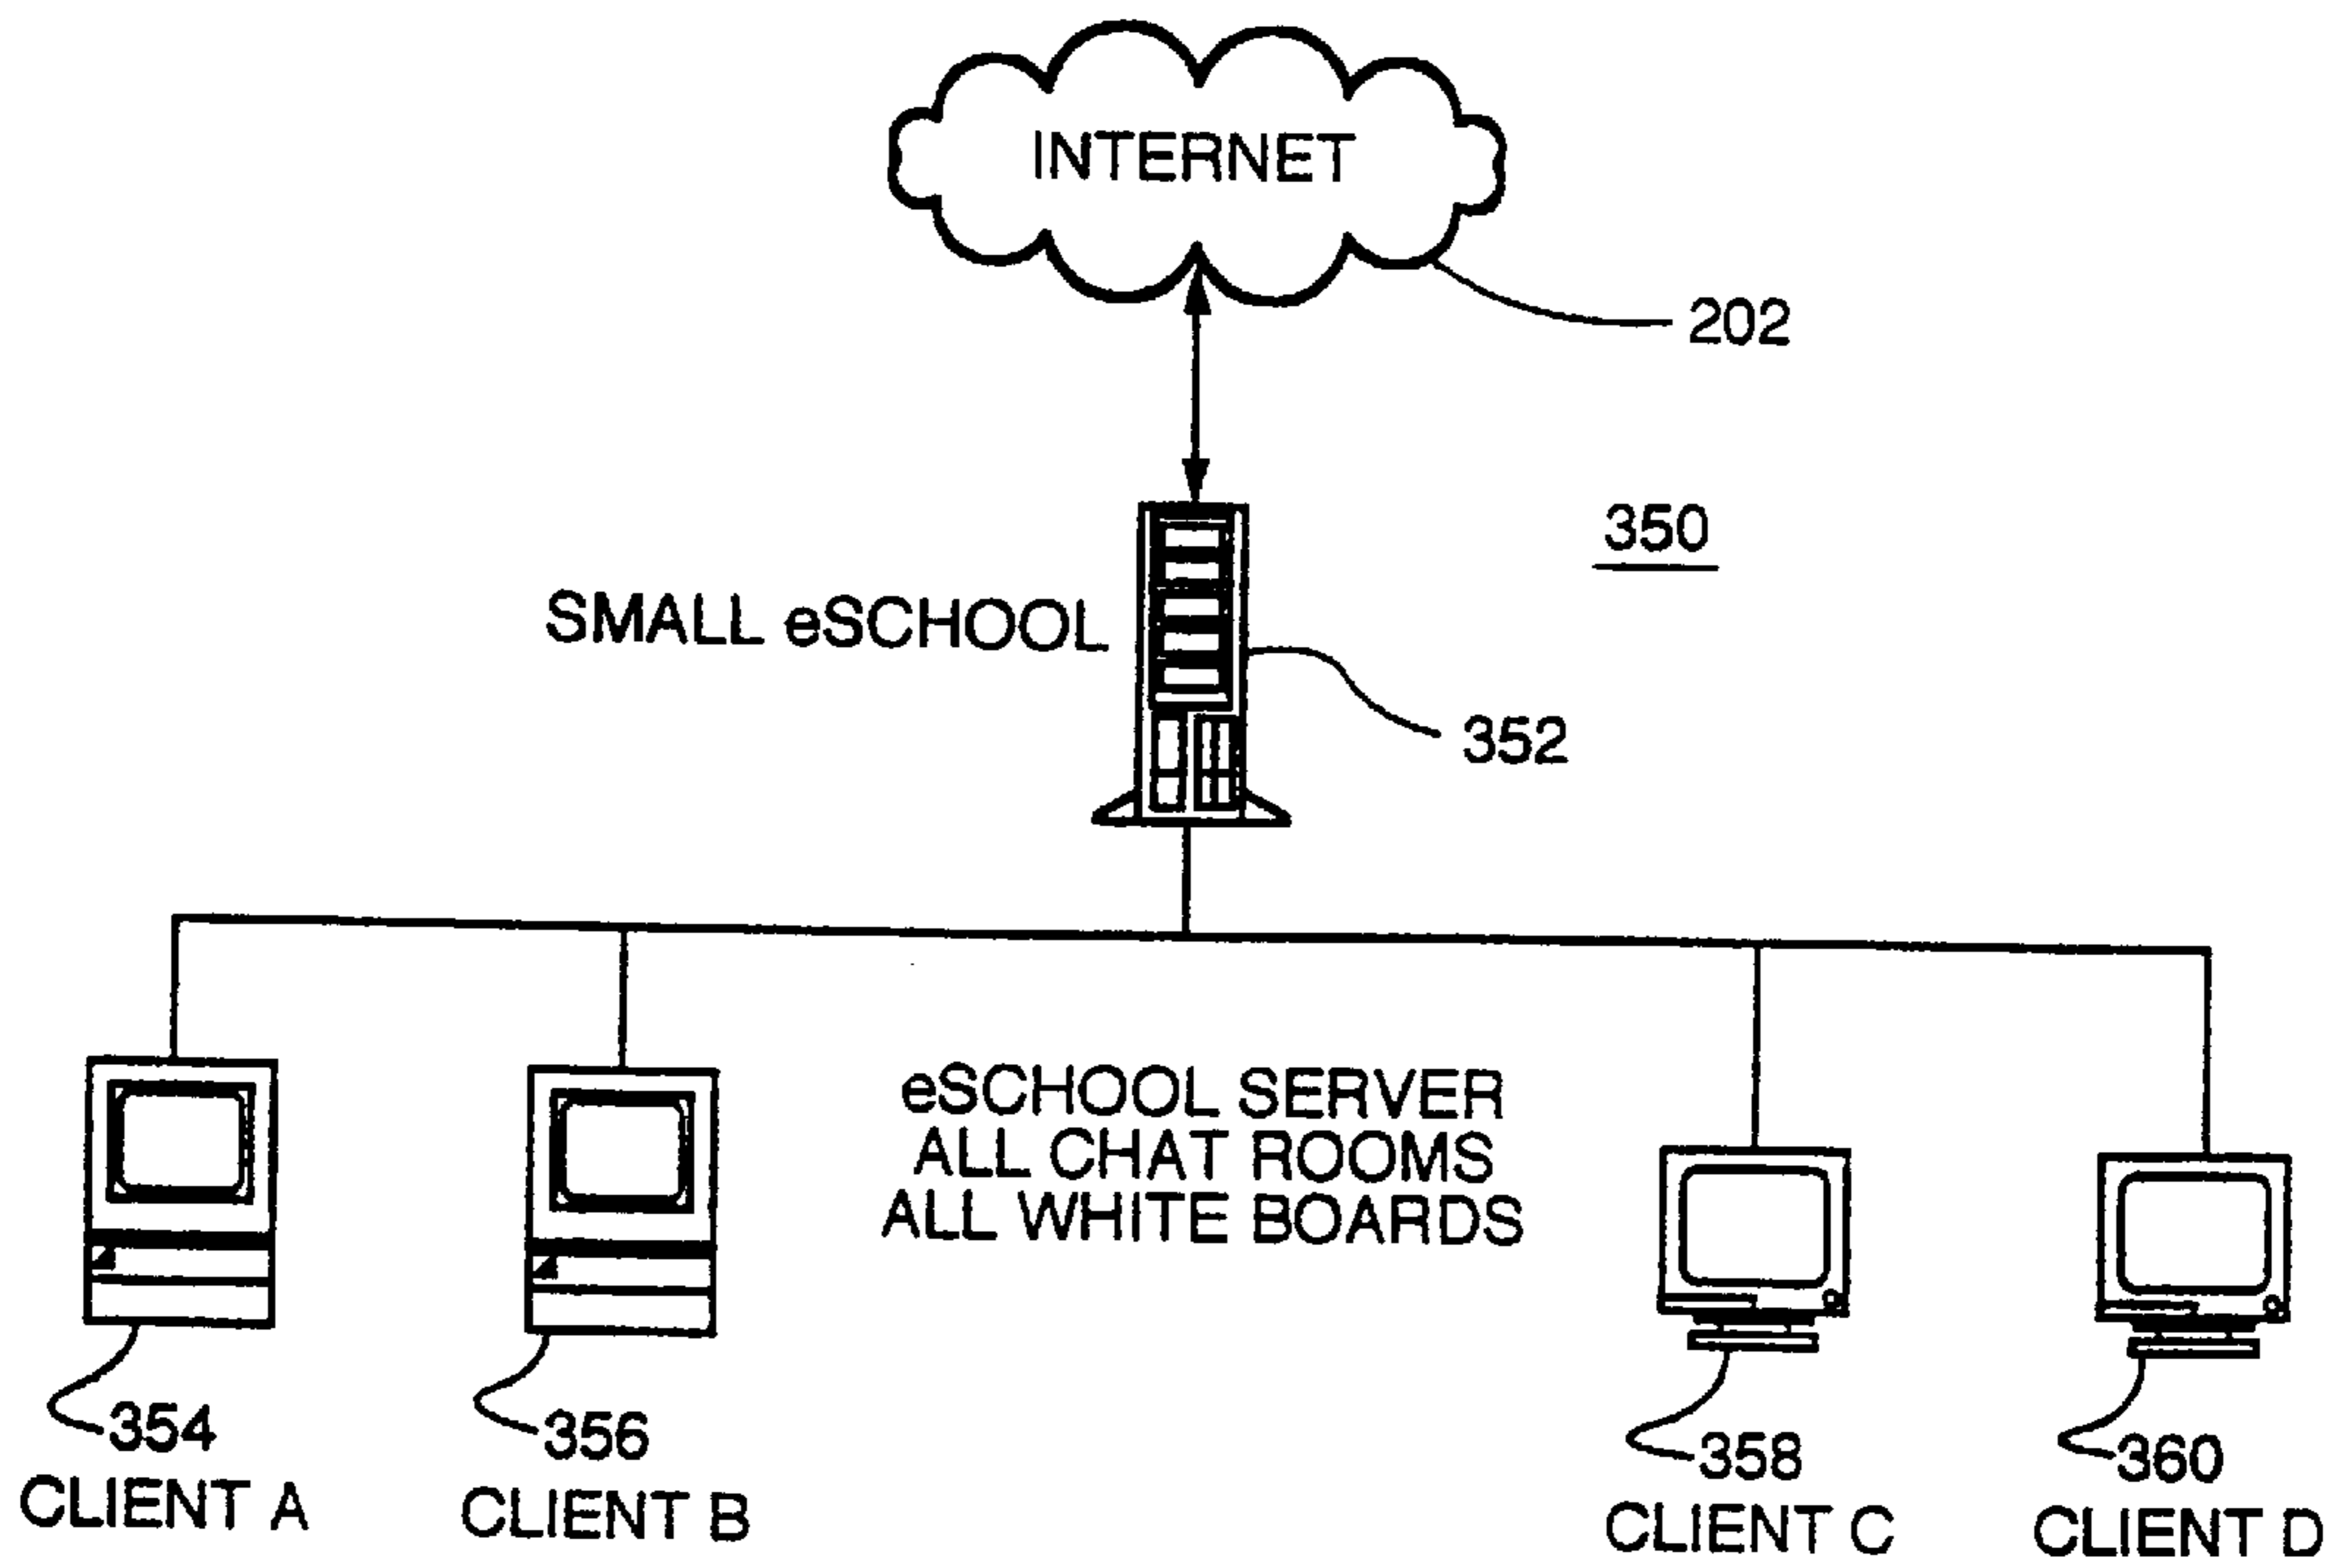 INTERNET
202
350
SMALL eSCHOOL
352
eSCHOOL SERVER
ALL CHAT ROOMS
ALL WHITE BOARDS
354
CLIENT A
356
CLIENT B
358
CLIENT C
360
CLIENT D